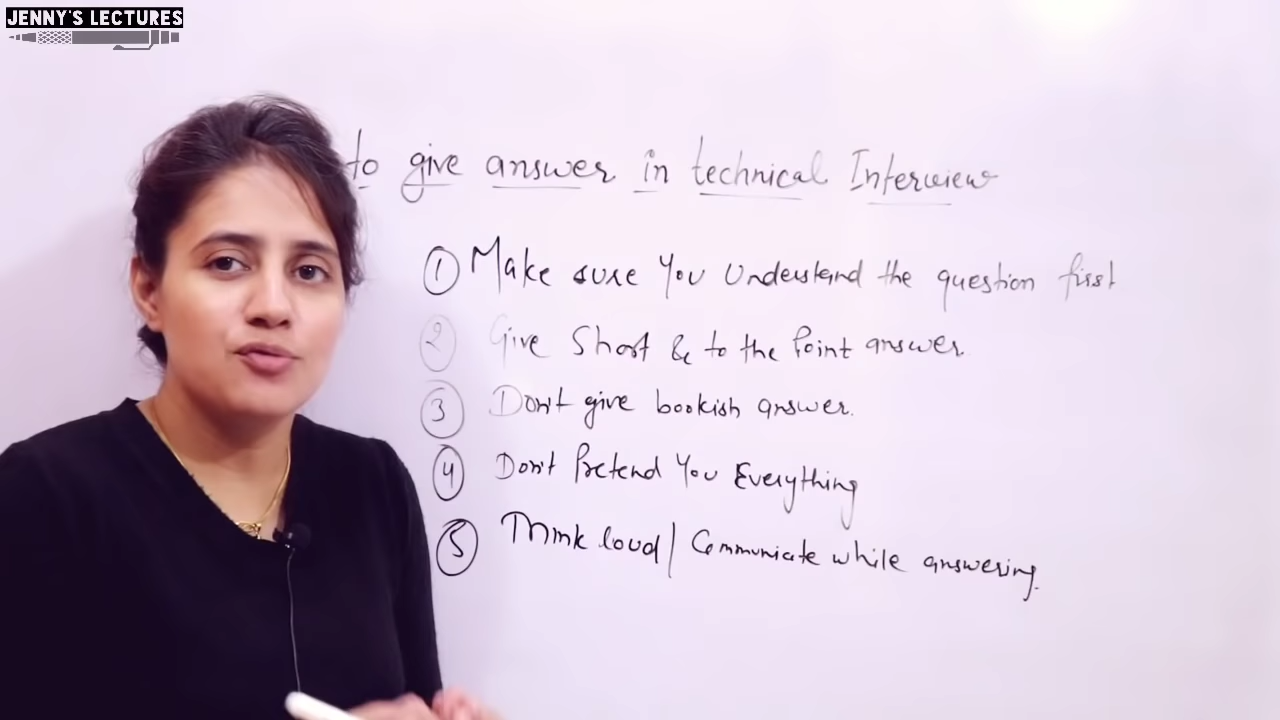 JENNY'S LECTURES
to give answer in technical Interview
① Make sure You Understand the question first
② Give Short & to the Point answer.
③ Don't give bookish answer.
④ Don't Pretend You Everything
⑤ Think loud / Communicate while answering.